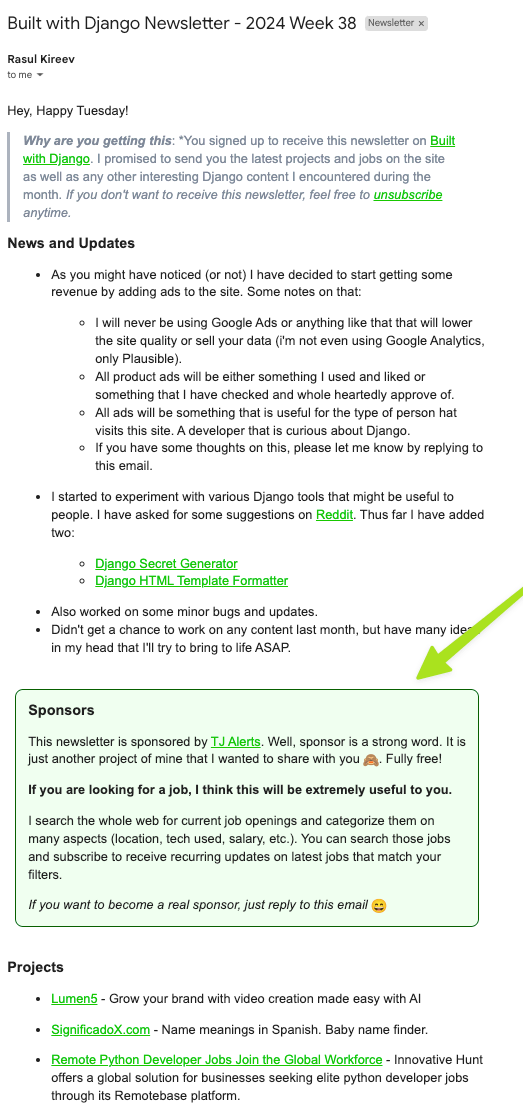 Built with Django Newsletter - 2024 Week 38 Newsletter ×
Rasul Kireev
to me
Hey, Happy Tuesday!
Why are you getting this: *You signed up to receive this newsletter on Built
with Django. I promised to send you the latest projects and jobs on the site
as well as any other interesting Django content I encountered during the
month. If you don't want to receive this newsletter, feel free to unsubscribe
anytime.
News and Updates
• As you might have noticed (or not) I have decided to start getting some
revenue by adding ads to the site. Some notes on that:
◦ I will never be using Google Ads or anything like that that will lower
the site quality or sell your data (i'm not even using Google Analytics,
only Plausible).
◦ All product ads will be either something I used and liked or
something that I have checked and whole heartedly approve of.
◦ All ads will be something that is useful for the type of person hat
visits this site. A developer that is curious about Django.
◦ If you have some thoughts on this, please let me know by replying to
this email.
• I started to experiment with various Django tools that might be useful to
people. I have asked for some suggestions on Reddit. Thus far I have added
two:
◦ Django Secret Generator
◦ Django HTML Template Formatter
• Also worked on some minor bugs and updates.
• Didn't get a chance to work on any content last month, but have many ideas
in my head that I'll try to bring to life ASAP.
Sponsors
This newsletter is sponsored by TJ Alerts. Well, sponsor is a strong word. It is
just another project of mine that I wanted to share with you 🙈. Fully free!
If you are looking for a job, I think this will be extremely useful to you.
I search the whole web for current job openings and categorize them on
many aspects (location, tech used, salary, etc.). You can search those jobs
and subscribe to receive recurring updates on latest jobs that match your
filters.
If you want to become a real sponsor, just reply to this email 😄
Projects
• Lumen5 - Grow your brand with video creation made easy with AI
• SignificadoX.com - Name meanings in Spanish. Baby name finder.
• Remote Python Developer Jobs Join the Global Workforce - Innovative Hunt
offers a global solution for businesses seeking elite python developer jobs
through its Remotebase platform.